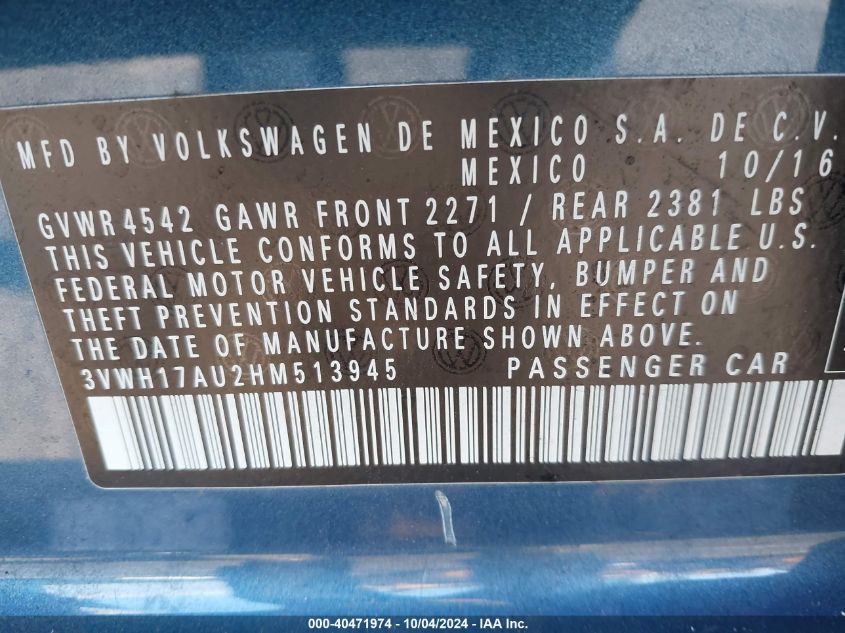 MFD BY VOLKSWAGEN DE MEXICO S.A. DE C.V.
MEXICO 10/16
GVWR4542 GAWR FRONT 2271 / REAR 2381 LBS
THIS VEHICLE CONFORMS TO ALL APPLICABLE U.S.
FEDERAL MOTOR VEHICLE SAFETY, BUMPER AND
THEFT PREVENTION STANDARDS IN EFFECT ON
THE DATE OF MANUFACTURE SHOWN ABOVE.
3VWH17AU2HM513945 PASSENGER CAR
000-40471974 - 10/04/2024 - IAA Inc.